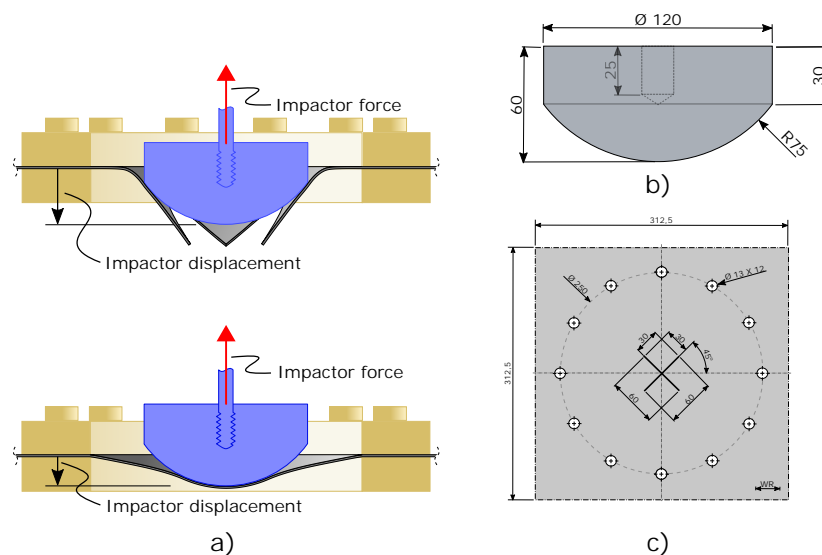 Impactor force
Impactor displacement
Impactor force
Impactor displacement
a)
Ø 120
60
25
30
R75
b)
312,5
312,5
Ø 250
Ø 13 X 12
30
30
45°
60
60
WR
c)